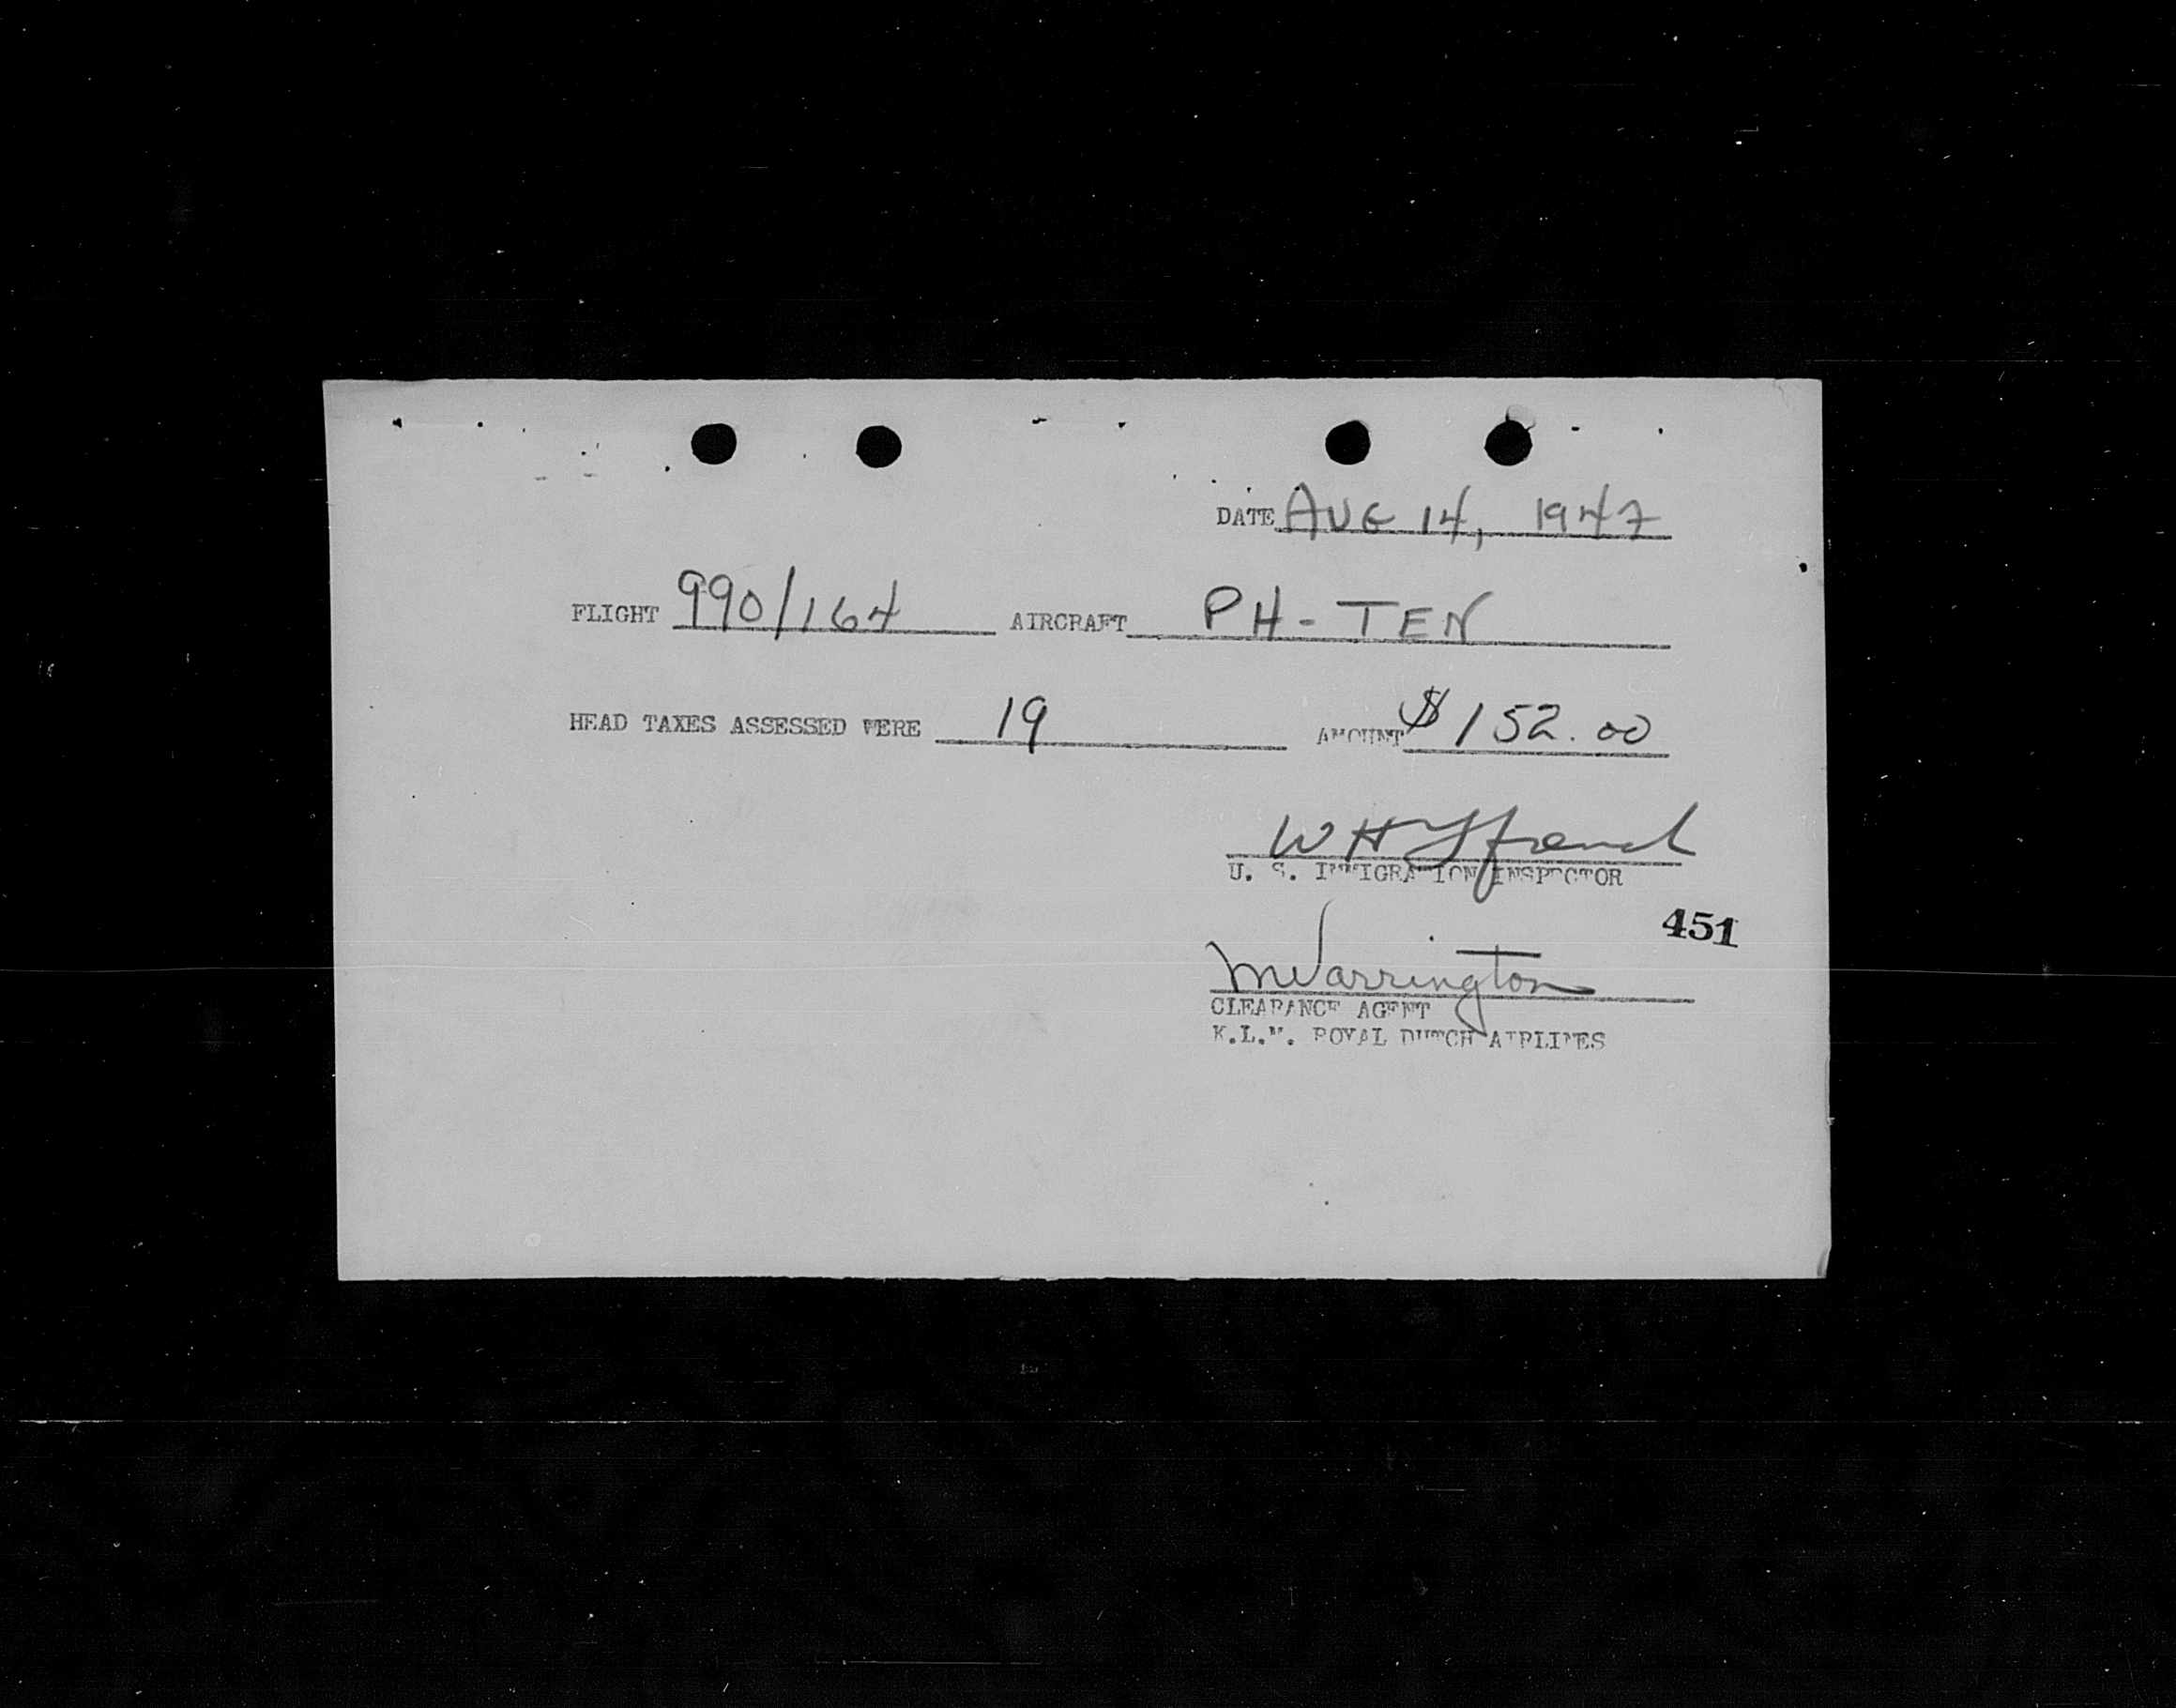 DATE AUG 14, 1947
FLIGHT 990/164 AIRCRAFT PH-TEN
HEAD TAXES ASSESSED WERE 19 AMOUNT $152.00
W H
U. S. IMMIGRATION INSPECTOR
451
MWarrington
CLEARANCE AGENT
K.L.M. ROYAL DUTCH AIRLINES